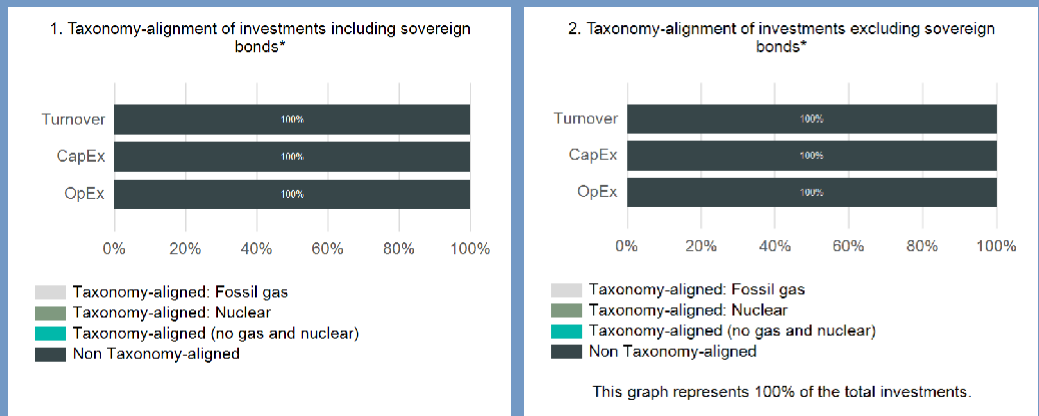 1. Taxonomy-alignment of investments including sovereign
bonds*
Turnover
100%
CapEx
100%
OpEx
100%
0% 20% 40% 60% 80% 100%
Taxonomy-aligned: Fossil gas
Taxonomy-aligned: Nuclear
Taxonomy-aligned (no gas and nuclear)
Non Taxonomy-aligned
2. Taxonomy-alignment of investments excluding sovereign
bonds*
Turnover
100%
CapEx
100%
OpEx
100%
0% 20% 40% 60% 80% 100%
Taxonomy-aligned: Fossil gas
Taxonomy-aligned: Nuclear
Taxonomy-aligned (no gas and nuclear)
Non Taxonomy-aligned
This graph represents 100% of the total investments.